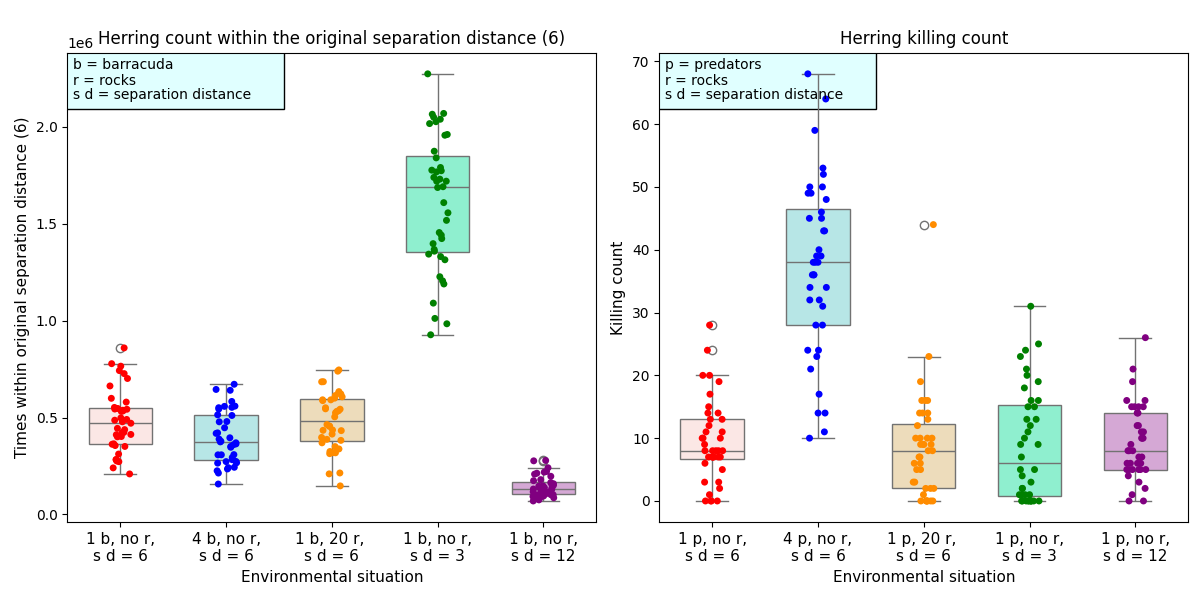 Herring count within the original separation distance (6)
1e6
b = barracuda
r = rocks
s d = separation distance
Times within original separation distance (6)
2.0
1.5
1.0
0.5
0.0
1 b, no r,
s d = 6
4 b, no r,
s d = 6
1 b, 20 r,
s d = 6
1 b, no r,
s d = 3
1 b, no r,
s d = 12
Environmental situation
Herring killing count
p = predators
r = rocks
s d = separation distance
Killing count
70
60
50
40
30
20
10
0
1 p, no r,
s d = 6
4 p, no r,
s d = 6
1 p, 20 r,
s d = 6
1 p, no r,
s d = 3
1 p, no r,
s d = 12
Environmental situation